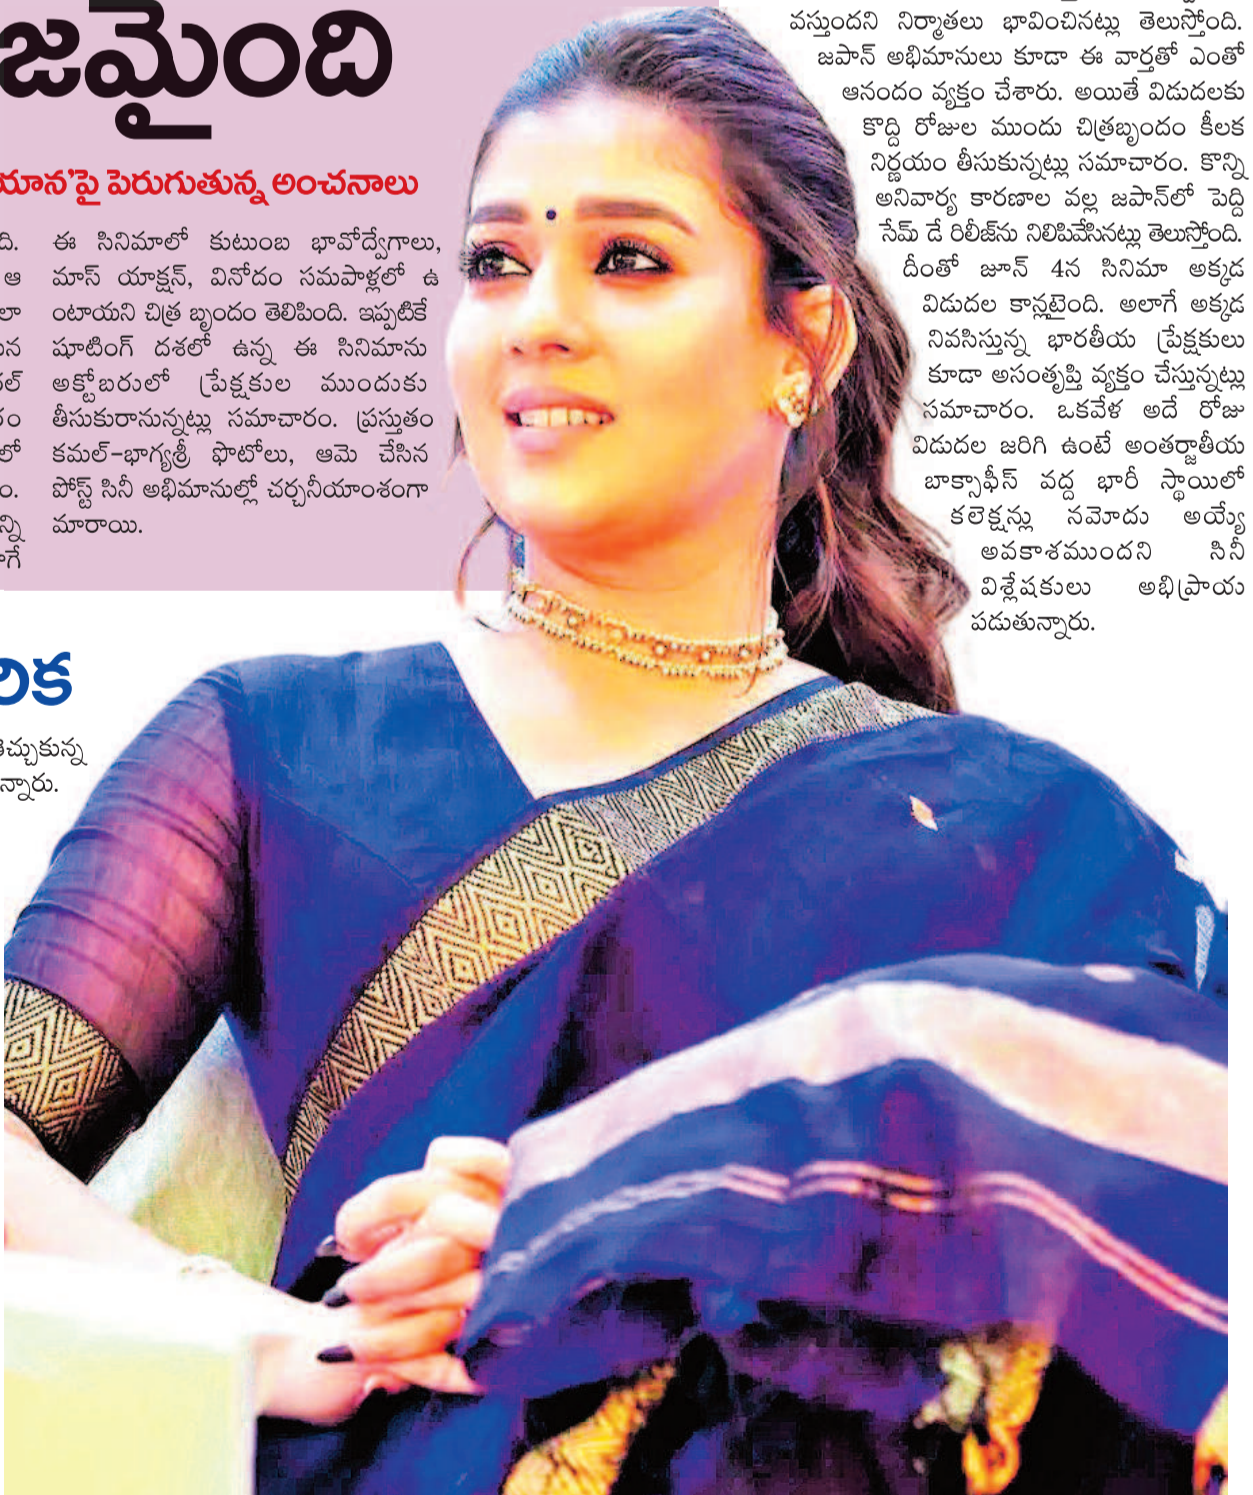 జమైంది
యాన'పై పెరుగుతున్న అంచనాలు
ది.
ఆ
లా
న
ల్
రం
లో
ం.
న్ని
గే
ఈ సినిమాలో కుటుంబ భావోద్వేగాలు,
మాస్ యాక్షన్, వినోదం సమపాళ్లలో ఉ
ంటాయని చిత్ర బృందం తెలిపింది. ఇప్పటికే
షూటింగ్ దశలో ఉన్న ఈ సినిమాను
అక్టోబరులో ప్రేక్షకుల ముందుకు
తీసుకురానున్నట్లు సమాచారం. ప్రస్తుతం
కమల్-భాగ్యశ్రీ ఫొటోలు, ఆమె చేసిన
పోస్ట్ సినీ అభిమానుల్లో చర్చనీయాంశంగా
మారాయి.
రిక
చ్చుకున్న
న్నారు.
వస్తుందని నిర్మాతలు భావించినట్లు తెలుస్తోంది.
జపాన్ అభిమానులు కూడా ఈ వార్తతో ఎంతో
ఆనందం వ్యక్తం చేశారు. అయితే విడుదలకు
కొద్ది రోజుల ముందు చిత్రబృందం కీలక
నిర్ణయం తీసుకున్నట్లు సమాచారం. కొన్ని
అనివార్య కారణాల వల్ల జపాన్‌లో పెద్ది
సేమ్ డే రిలీజ్‌ను నిలిపివేసినట్లు తెలుస్తోంది.
దీంతో జూన్ 4న సినిమా అక్కడ
విడుదల కాన్లటైంది. అలాగే అక్కడ
నివసిస్తున్న భారతీయ ప్రేక్షకులు
కూడా అసంతృప్తి వ్యక్తం చేస్తున్నట్లు
సమాచారం. ఒకవేళ అదే రోజు
విడుదల జరిగి ఉంటే అంతర్జాతీయ
బాక్సాఫీస్ వద్ద భారీ స్థాయిలో
కలెక్షన్లు నమోదు అయ్యే
అవకాశముందని సినీ
విశ్లేషకులు అభిప్రాయ
పడుతున్నారు.